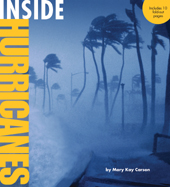 INSIDE
HURRICANES
Includes 10
foldout
pages
by Mary Kay Carson